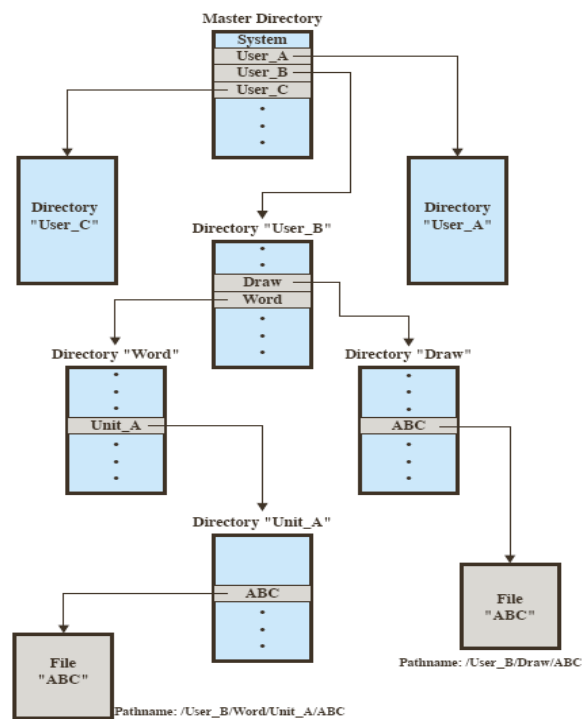 Master Directory
System
User_A
User_B
User_C
Directory
"User_C"
Directory
"User_A"
Directory "User_B"
Draw
Word
Directory "Word"
Directory "Draw"
Unit_A
ABC
Directory "Unit_A"
ABC
File
"ABC"
Pathname: /User_B/Draw/ABC
File
"ABC"
Pathname: /User_B/Word/Unit_A/ABC